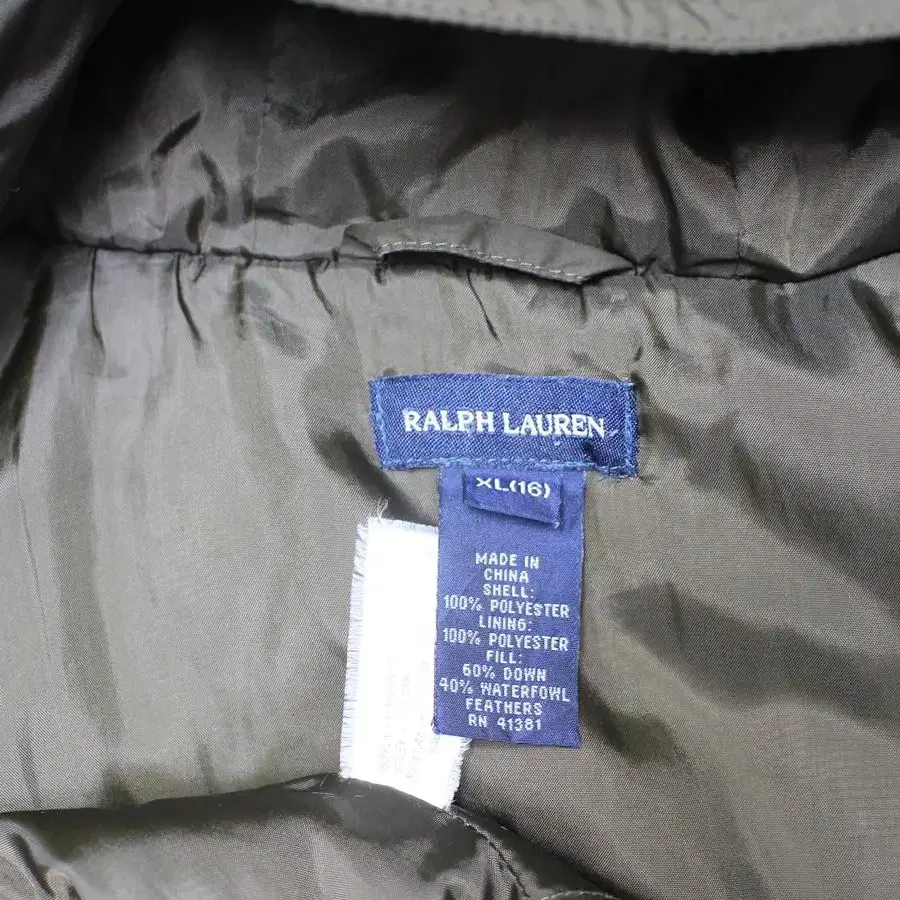 RALPH LAUREN
XL(16)
MADE IN
CHINA
SHELL:
100% POLYESTER
LINING:
100% POLYESTER
FILL:
60% DOWN
40% WATERFOWL
FEATHERS
RN 41381